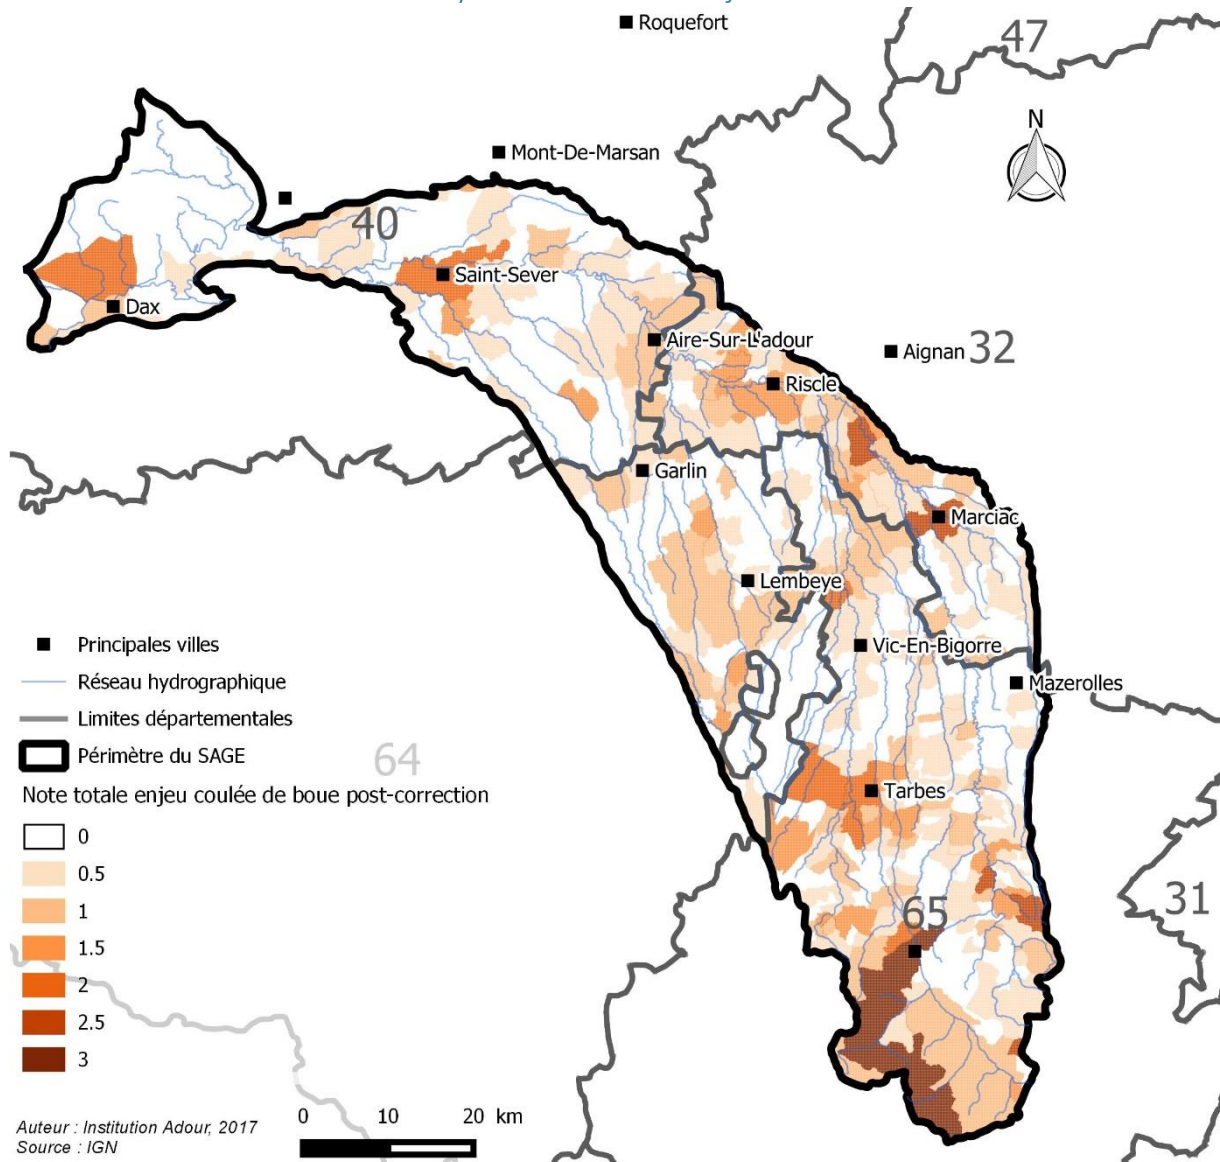 Roquefort
47
N
Mont-De-Marsan
40
Saint-Sever
Dax
Aire-Sur-L'adour
Aignan
32
Riscle
Garlin
Marciac
Lembeye
Vic-En-Bigorre
Mazerolles
Tarbes
64
65
31
Principales villes
Réseau hydrographique
Limites départementales
Périmètre du SAGE
Note totale enjeu coulée de boue post-correction
0
0.5
1
1.5
2
2.5
3
0 10 20 km
Auteur : Institution Adour, 2017
Source : IGN